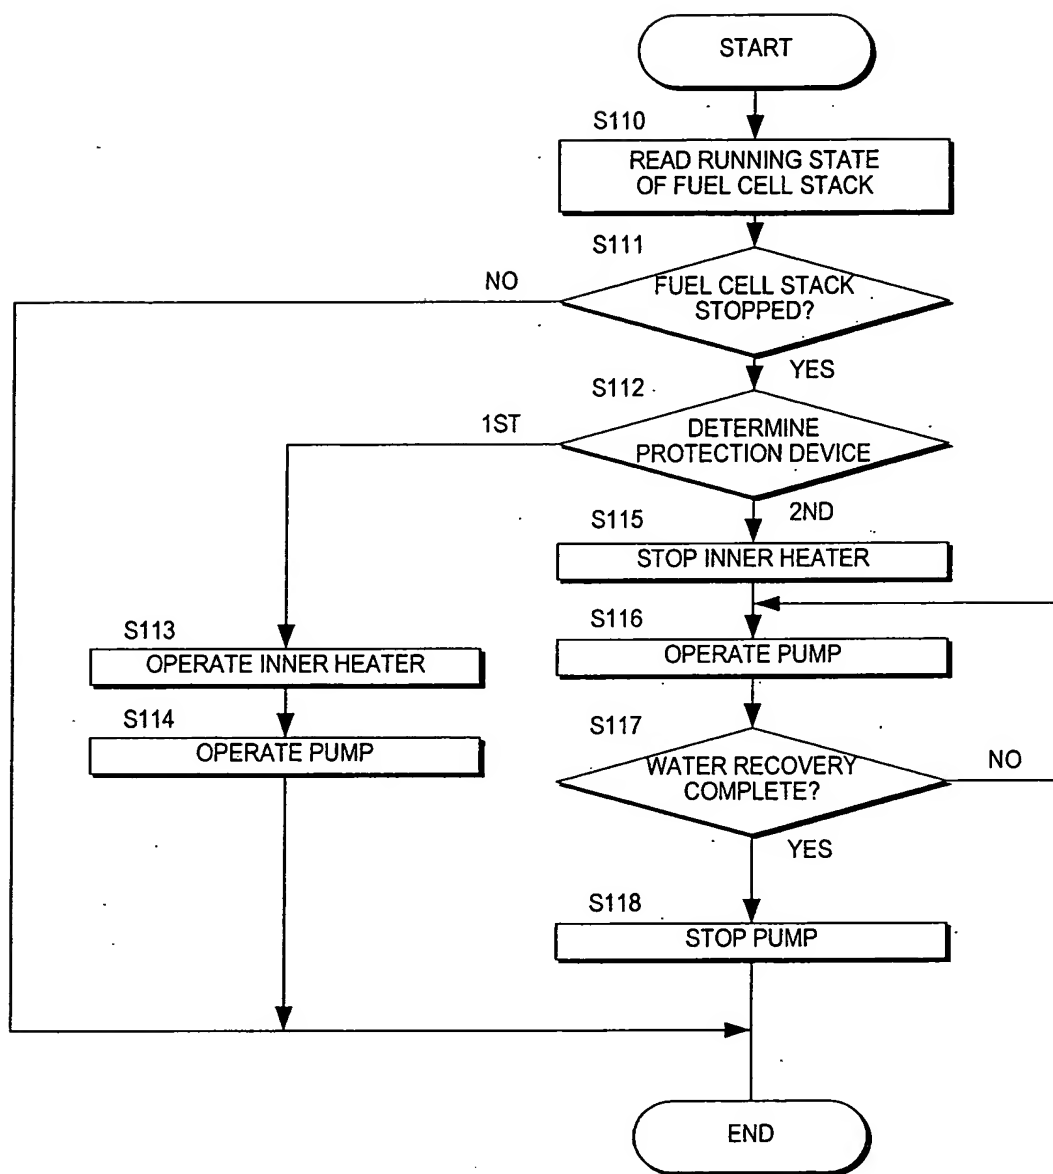 START
S110
READ RUNNING STATE
OF FUEL CELL STACK
S111
NO
FUEL CELL STACK
STOPPED?
YES
S112
1ST
DETERMINE
PROTECTION DEVICE
2ND
S115
STOP INNER HEATER
S113
OPERATE INNER HEATER
S116
OPERATE PUMP
S114
OPERATE PUMP
S117
WATER RECOVERY
COMPLETE?
NO
YES
S118
STOP PUMP
END